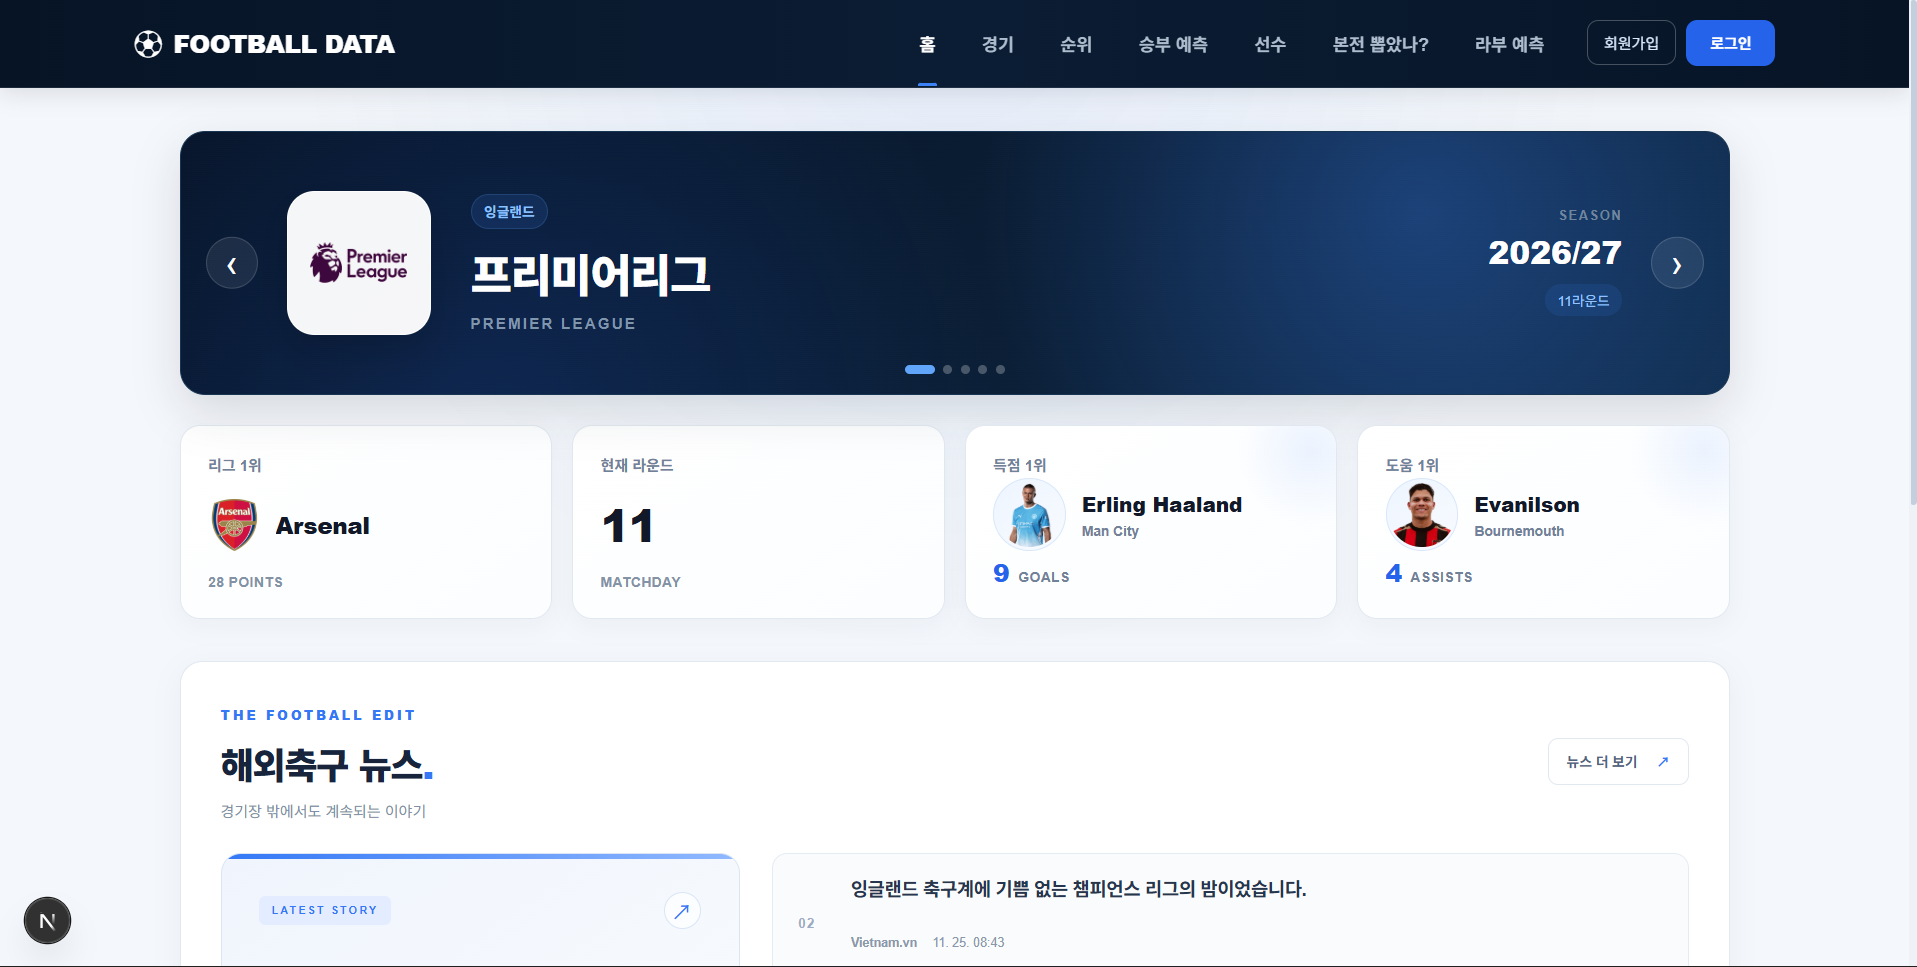 FOOTBALL DATA
홈
경기
순위
승부 예측
선수
본전 뽑았나?
라부 예측
회원가입
로그인
Premier
League
잉글랜드
프리미어리그
PREMIER LEAGUE
SEASON
2026/27
11라운드
리그 1위
Arsenal
Arsenal
28 POINTS
현재 라운드
11
MATCHDAY
득점 1위
Erling Haaland
Man City
9 GOALS
도움 1위
Evanilson
Bournemouth
4 ASSISTS
THE FOOTBALL EDIT
해외축구 뉴스.
경기장 밖에서도 계속되는 이야기
뉴스 더 보기 ↗
LATEST STORY
02
잉글랜드 축구계에 기쁨 없는 챔피언스 리그의 밤이었습니다.
Vietnam.vn 11. 25. 08:43
N